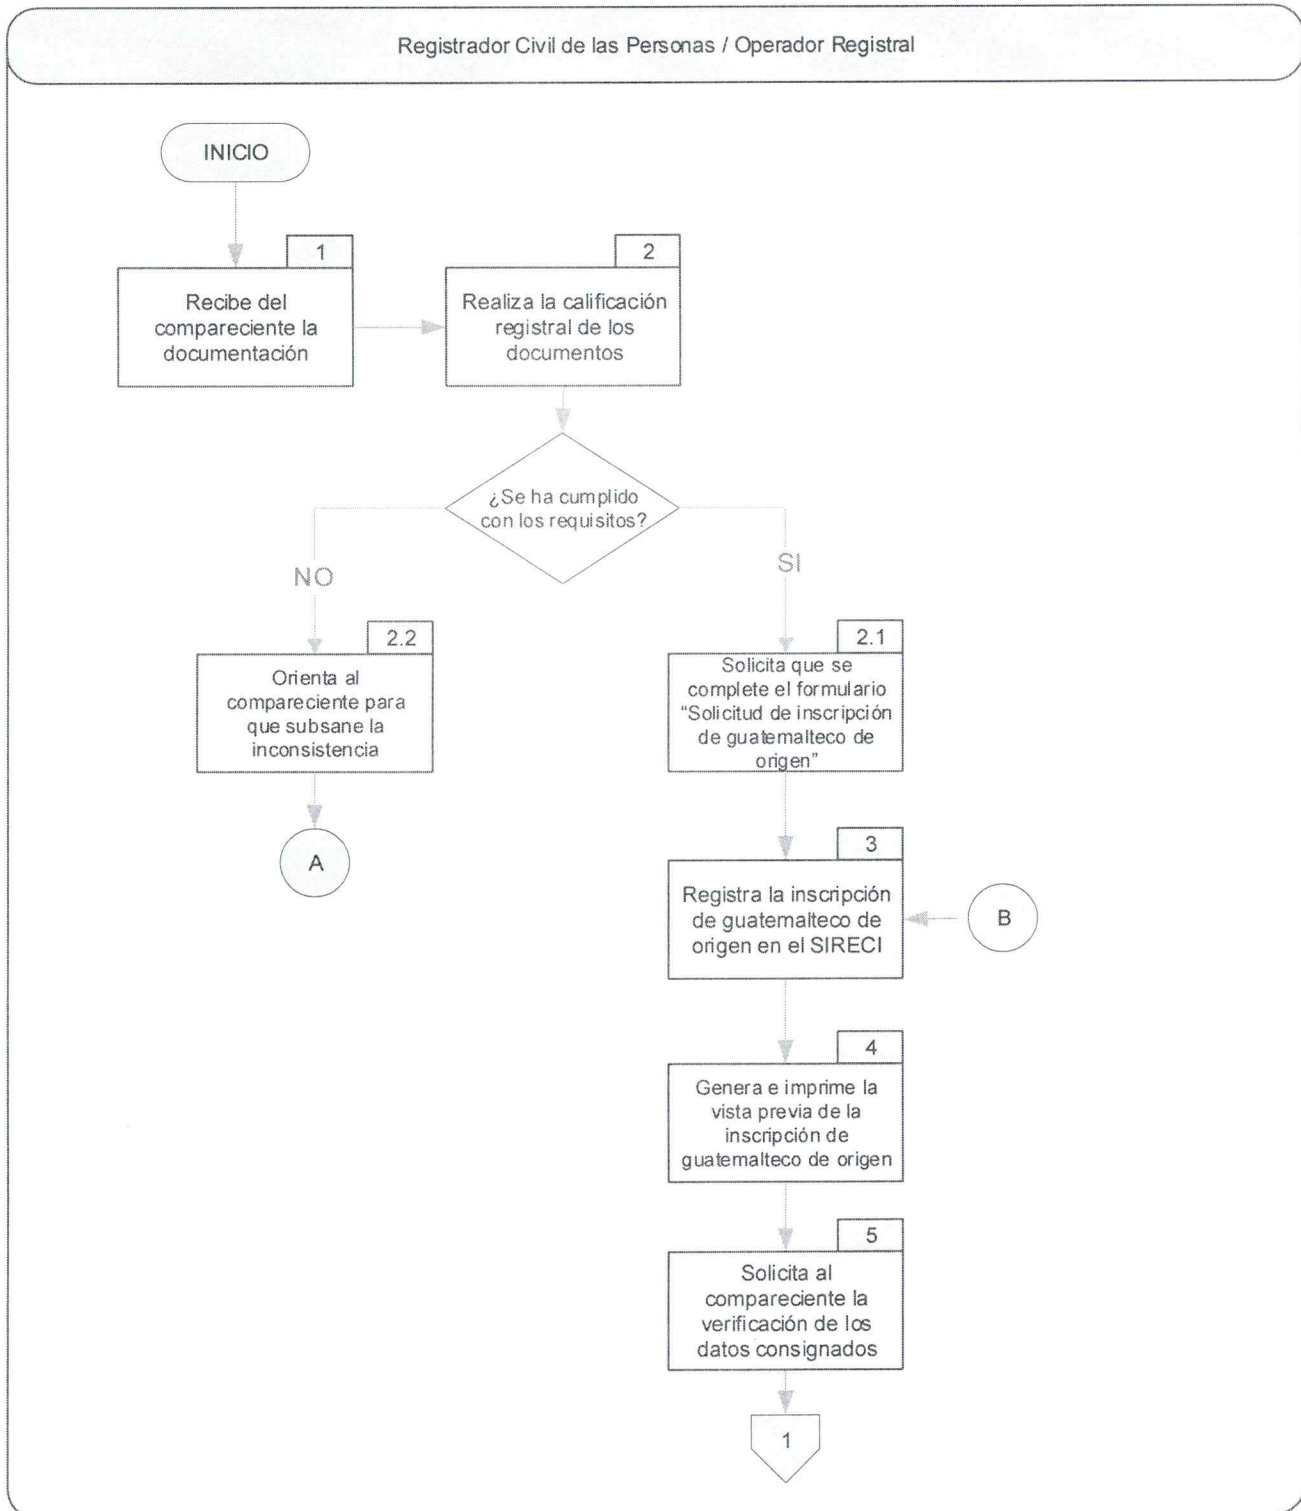 Registrador Civil de las Personas / Operador Registral
INICIO
1
Recibe del
compareciente la
documentación
2
Realiza la calificación
registral de los
documentos
¿Se ha cumplido
con los requisitos?
NO
SI
2.2
Orienta al
compareciente para
que subsane la
inconsistencia
A
2.1
Solicita que se
complete el formulario
“Solicitud de inscripción
de guatemalteco de
origen”
3
Registra la inscripción
de guatemalteco de
origen en el SIRECI
B
4
Genera e imprime la
vista previa de la
inscripción de
guatemalteco de origen
5
Solicita al
compareciente la
verificación de los
datos consignados
1